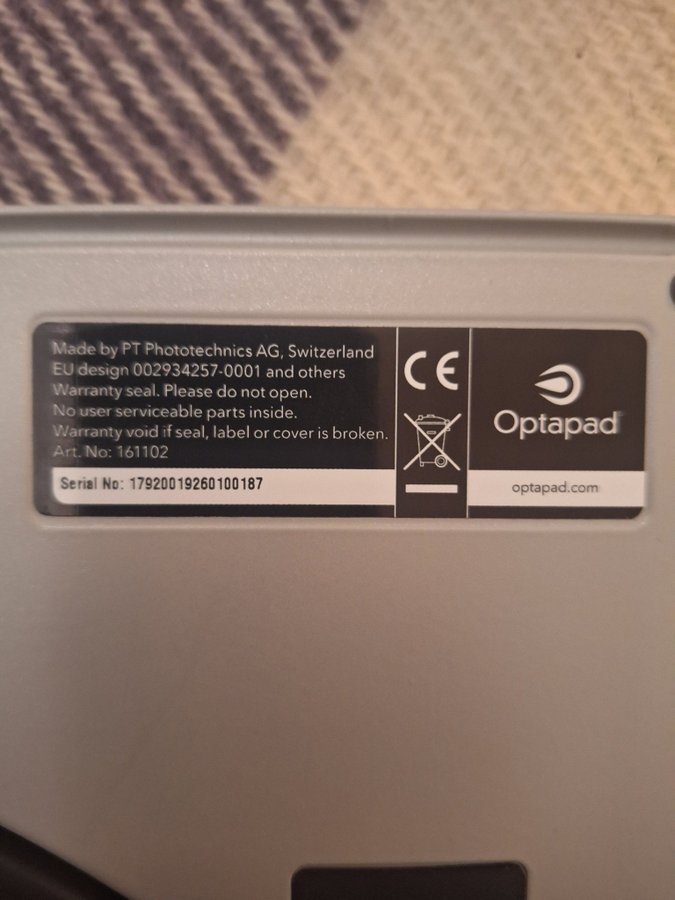 Made by PT Phototechnics AG, Switzerland
EU design 002934257-0001 and others
Warranty seal. Please do not open.
No user serviceable parts inside.
Warranty void if seal, label or cover is broken.
Art. No: 161102
Serial No: 17920019260100187
CE
Optapad
optapad.com